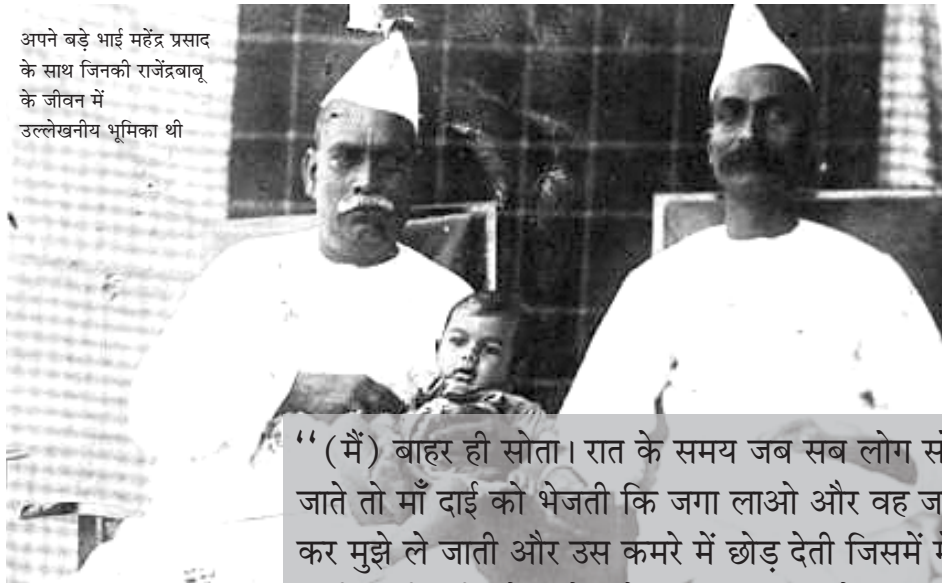 अपने बड़े भाई महेंद्र प्रसाद
के साथ जिनकी राजेंद्रबाबू
के जीवन में
उल्लेखनीय भूमिका थी
“(मैं) बाहर ही सोता। रात के समय जब सब लोग सो
जाते तो माँ दाई को भेजती कि जगा लाओ और वह
कर मुझे ले जाती और उस कमरे में छोड़ देती जिसमें